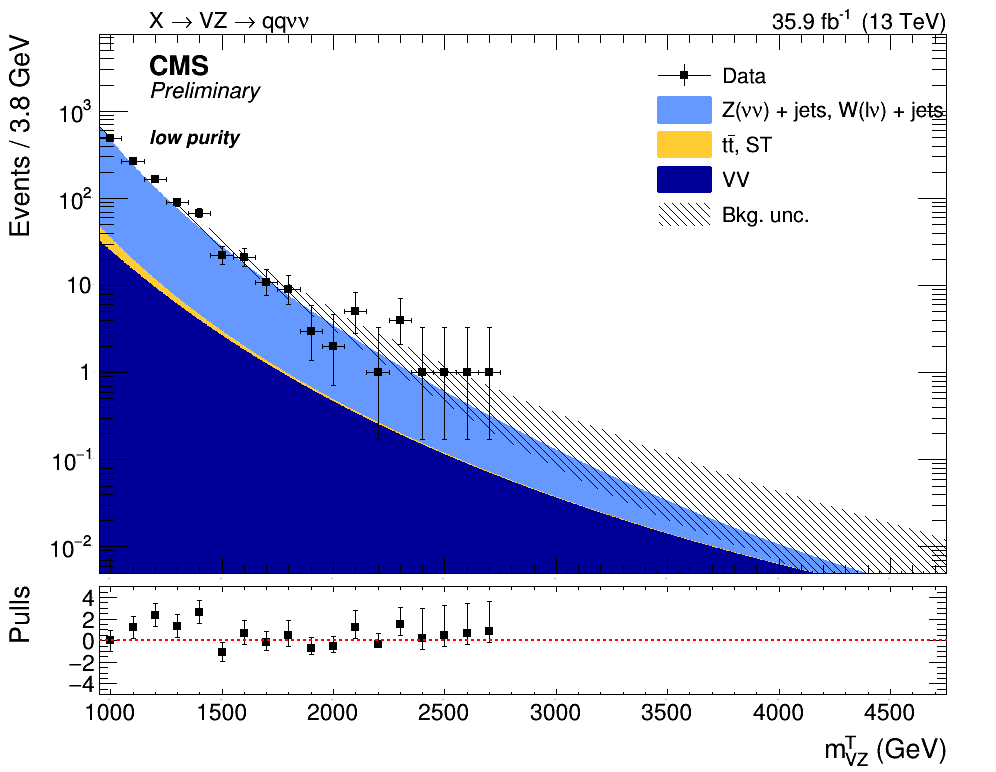 X → VZ → qqνν 35.9 fb⁻¹ (13 TeV)
CMS
Preliminary
low purity
Data
Z(νν) + jets, W(lν) + jets
tt̄, ST
VV
Bkg. unc.
Events / 3.8 GeV
10³
10²
10
1
10⁻¹
10⁻²
Pulls
4
2
0
−2
−4
1000 1500 2000 2500 3000 3500 4000 4500
m^T_VZ (GeV)